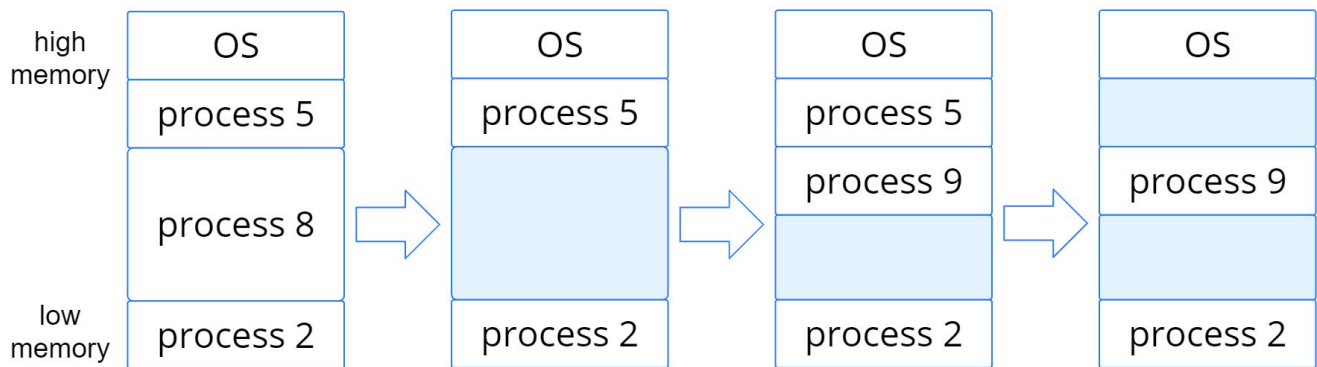 high
memory
OS
process 5
process 8
low
memory
process 2
OS
process 5
process 2
OS
process 5
process 9
process 2
OS
process 9
process 2